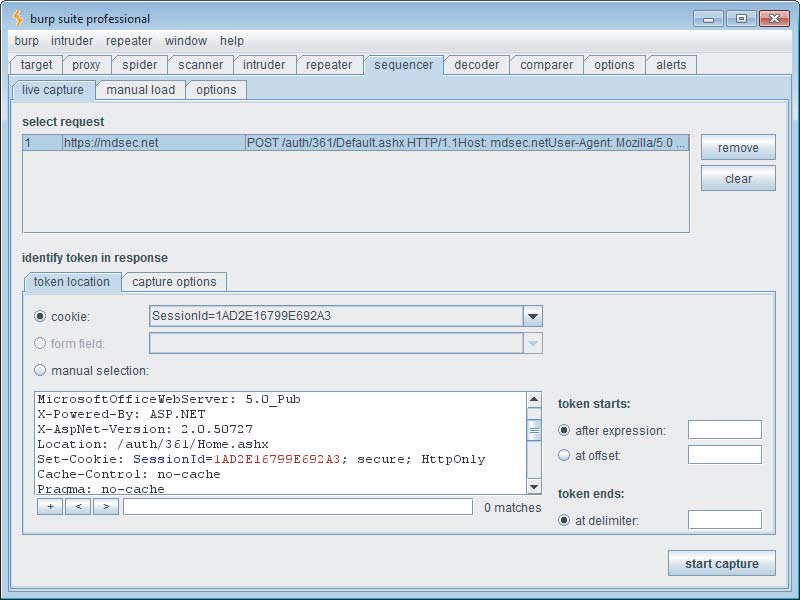 burp suite professional
burp intruder repeater window help
target proxy spider scanner intruder repeater sequencer decoder comparer options alerts
live capture manual load options
select request
1 https://mdsec.net POST /auth/361/Default.ashx HTTP/1.1Host: mdsec.netUser-Agent: Mozilla/5.0 ...
remove
clear
identify token in response
token location capture options
cookie: SessionId=1AD2E16799E692A3
form field:
manual selection:
MicrosoftOfficeWebServer: 5.0_Pub
X-Powered-By: ASP.NET
X-AspNet-Version: 2.0.50727
Location: /auth/361/Home.ashx
Set-Cookie: SessionId=1AD2E16799E692A3; secure; HttpOnly
Cache-Control: no-cache
Pragma: no-cache
+ < > 0 matches
token starts:
after expression:
at offset:
token ends:
at delimiter:
start capture